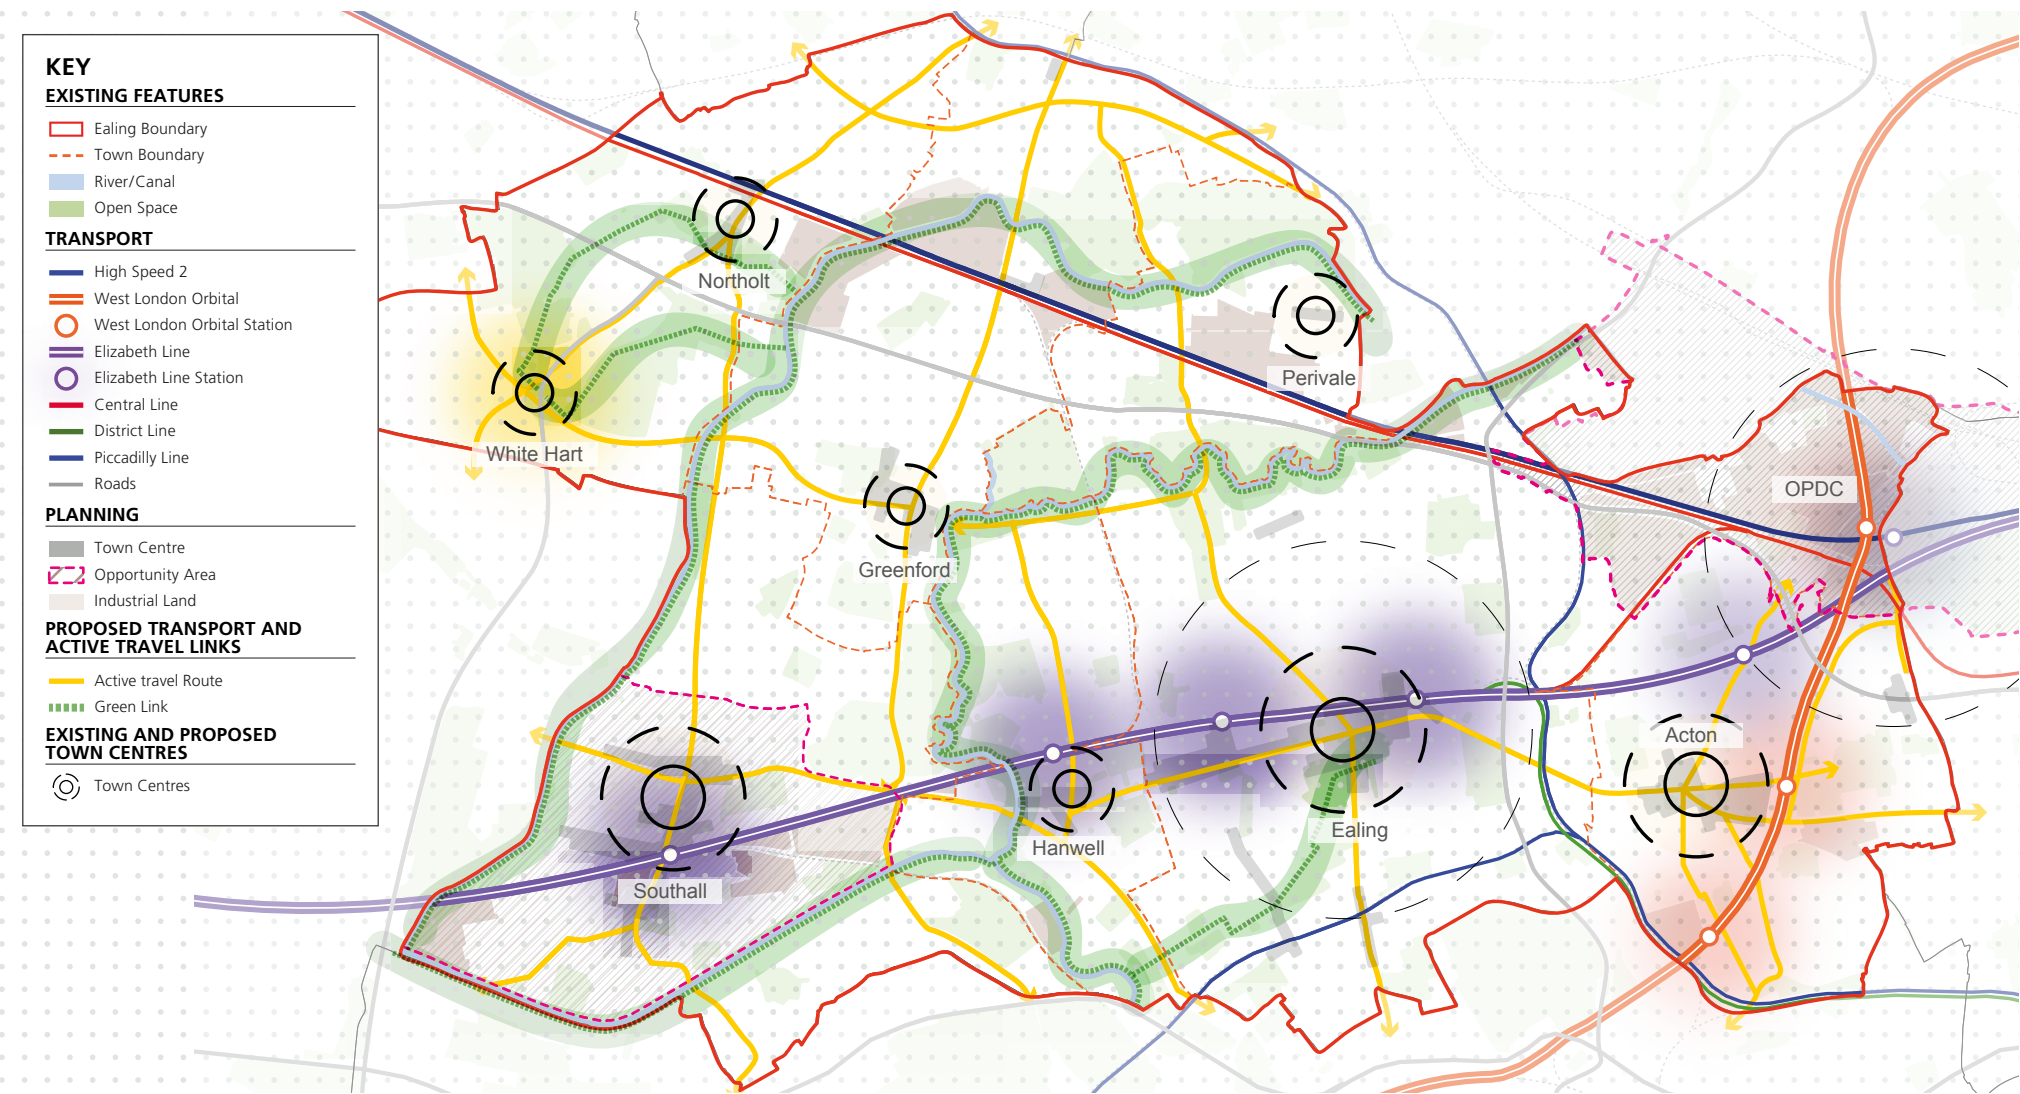 KEY
EXISTING FEATURES
Ealing Boundary
Town Boundary
River/Canal
Open Space
TRANSPORT
High Speed 2
West London Orbital
West London Orbital Station
Elizabeth Line
Elizabeth Line Station
Central Line
District Line
Piccadilly Line
Roads
PLANNING
Town Centre
Opportunity Area
Industrial Land
PROPOSED TRANSPORT AND
ACTIVE TRAVEL LINKS
Active travel Route
Green Link
EXISTING AND PROPOSED
TOWN CENTRES
Town Centres
Northolt
Perivale
White Hart
OPDC
Greenford
Acton
Ealing
Hanwell
Southall